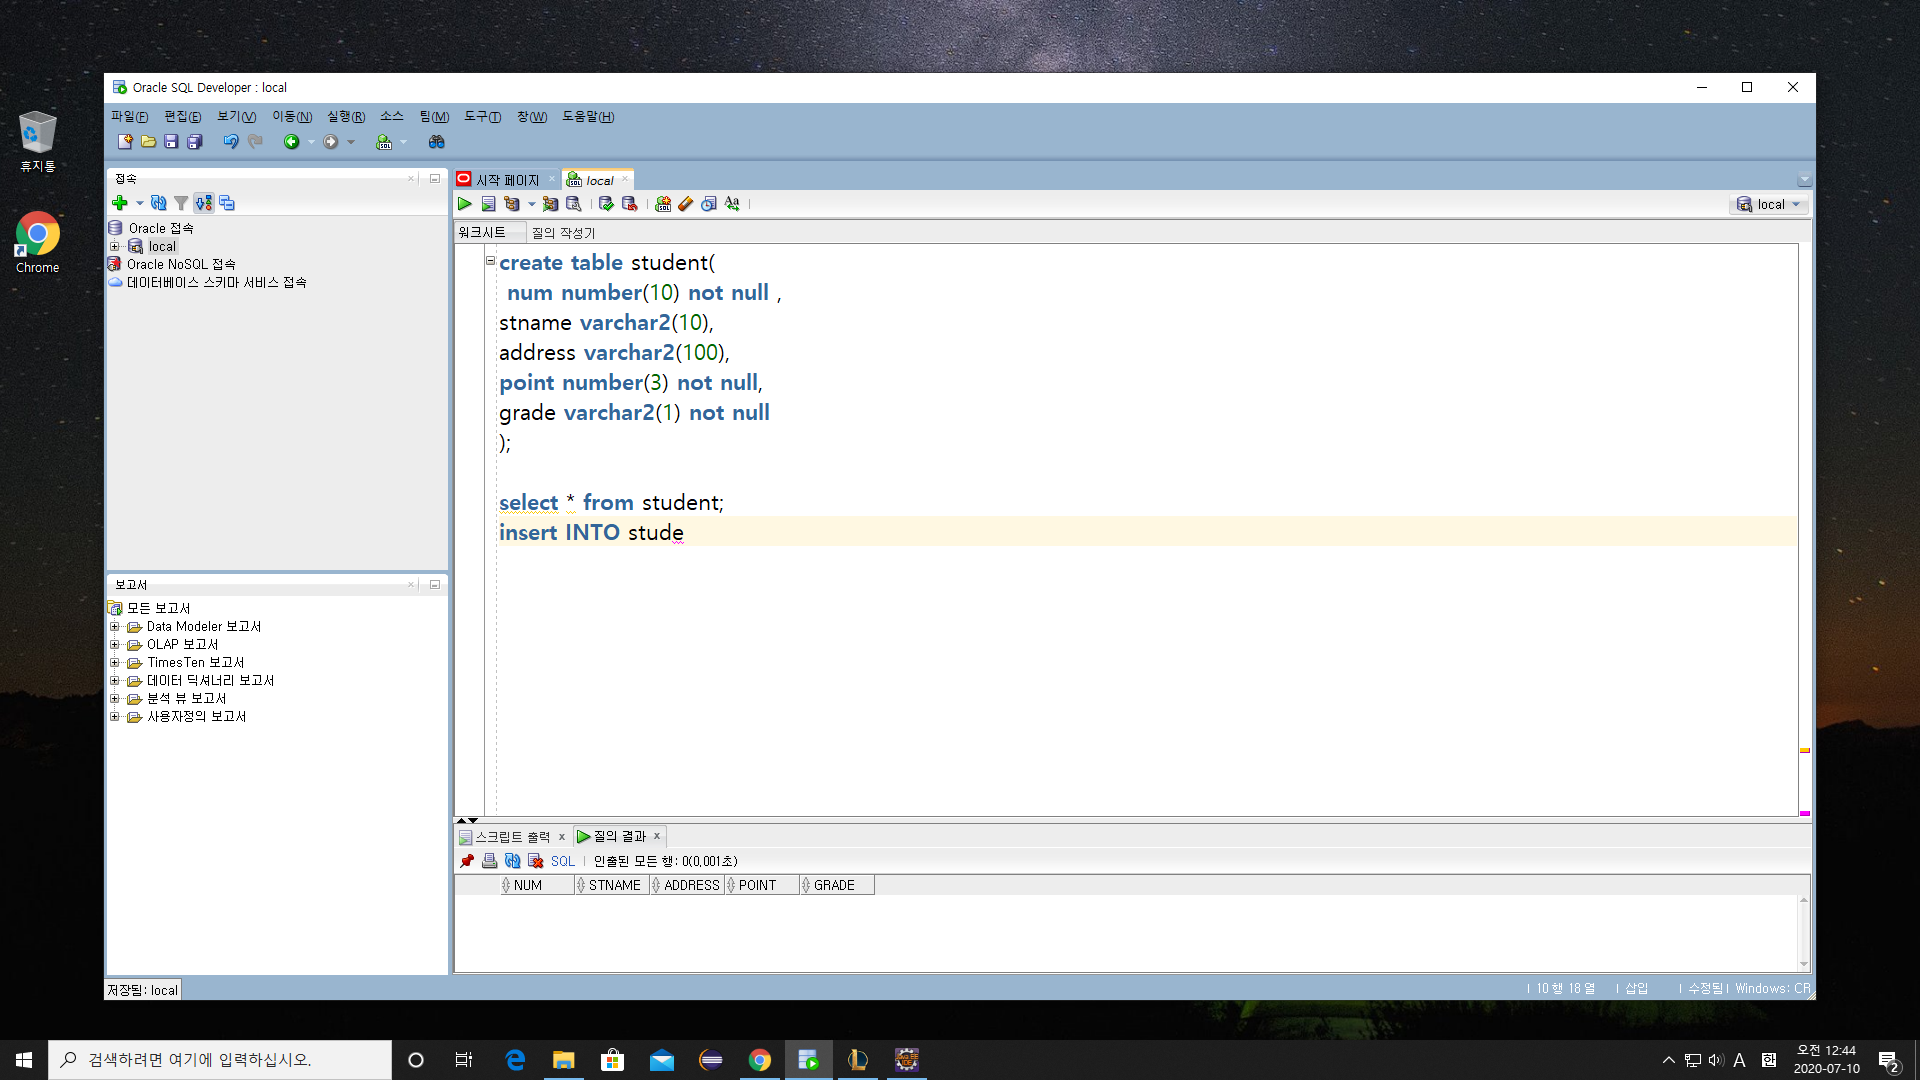 휴지통
Chrome
Oracle SQL Developer : local
파일(F) 편집(E) 보기(V) 이동(N) 실행(R) 소스 팀(M) 도구(T) 창(W) 도움말(H)
접속
Oracle 접속
local
Oracle NoSQL 접속
데이터베이스 스키마 서비스 접속
보고서
모든 보고서
Data Modeler 보고서
OLAP 보고서
TimesTen 보고서
데이터 딕셔너리 보고서
분석 뷰 보고서
사용자정의 보고서
시작 페이지 local
local
워크시트 질의 작성기
create table student(
num number(10) not null ,
stname varchar2(10),
address varchar2(100),
point number(3) not null,
grade varchar2(1) not null
);
select * from student;
insert INTO stude
스크립트 출력 x 질의 결과 x
SQL | 인출된 모든 행: 0(0.001초)
NUM STNAME ADDRESS POINT GRADE
저장됨: local
| 10 행 18 열 | 삽입 | 수정됨 | Windows: CR
검색하려면 여기에 입력하십시오.
A 한
오전 12:44
2020-07-10
2